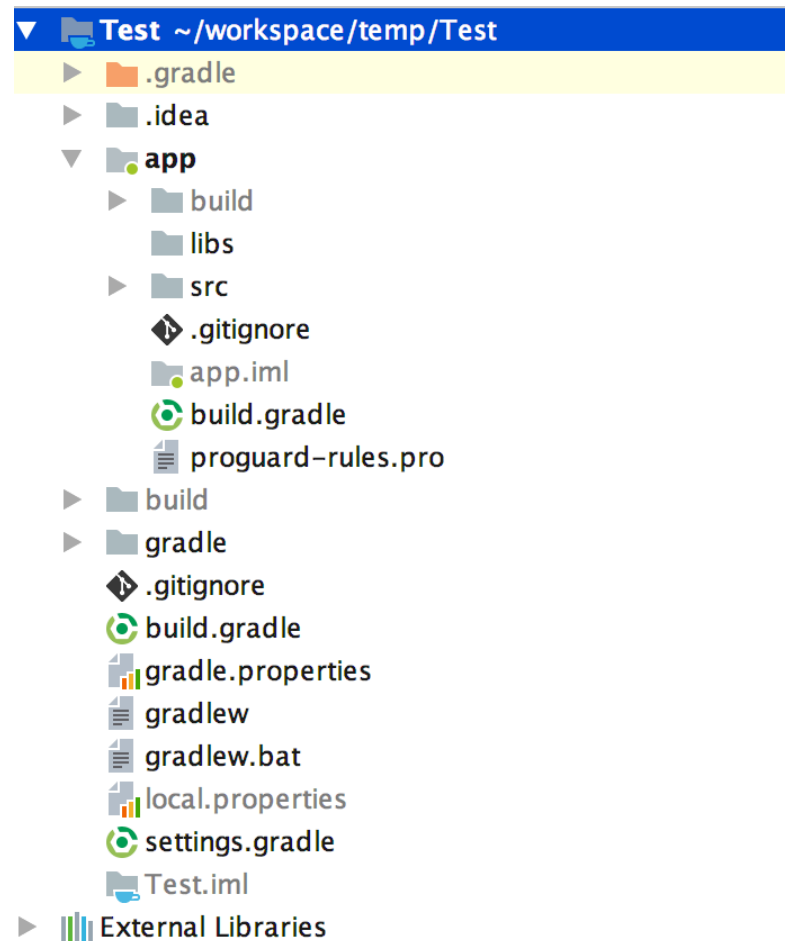 Test ~/workspace/temp/Test
.gradle
.idea
app
build
libs
src
.gitignore
app.iml
build.gradle
proguard-rules.pro
build
gradle
.gitignore
build.gradle
gradle.properties
gradlew
gradlew.bat
local.properties
settings.gradle
Test.iml
External Libraries